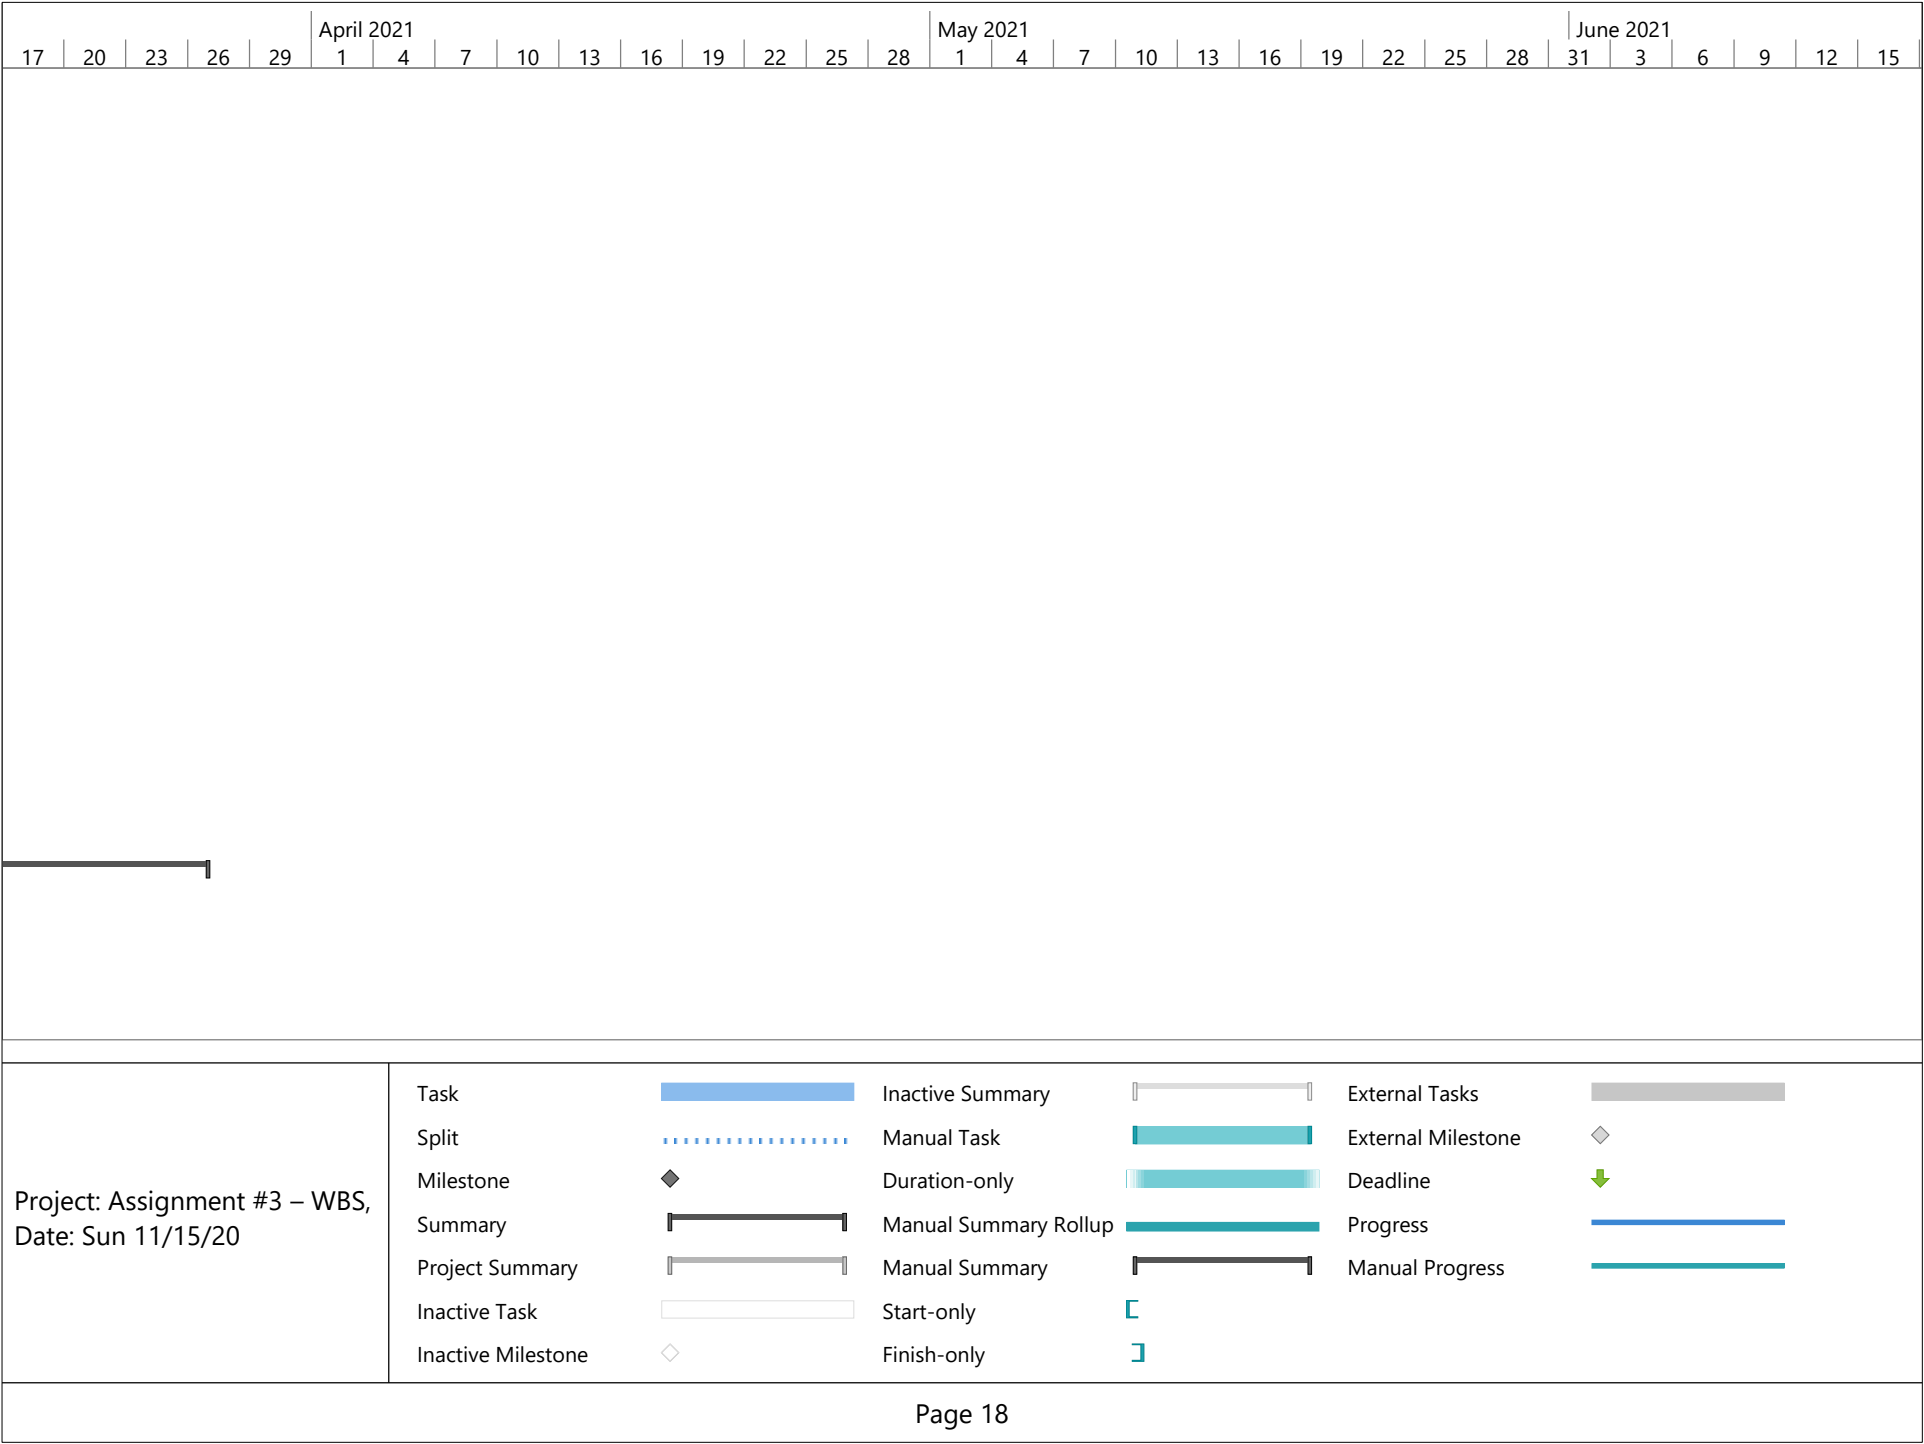 April 2021 May 2021 June 2021
17 20 23 26 29 1 4 7 10 13 16 19 22 25 28 1 4 7 10 13 16 19 22 25 28 31 3 6 9 12 15
Project: Assignment #3 – WBS,
Date: Sun 11/15/20
Task
Split
Milestone
Summary
Project Summary
Inactive Task
Inactive Milestone
Inactive Summary
Manual Task
Duration-only
Manual Summary Rollup
Manual Summary
Start-only
Finish-only
External Tasks
External Milestone
Deadline
Progress
Manual Progress
Page 18